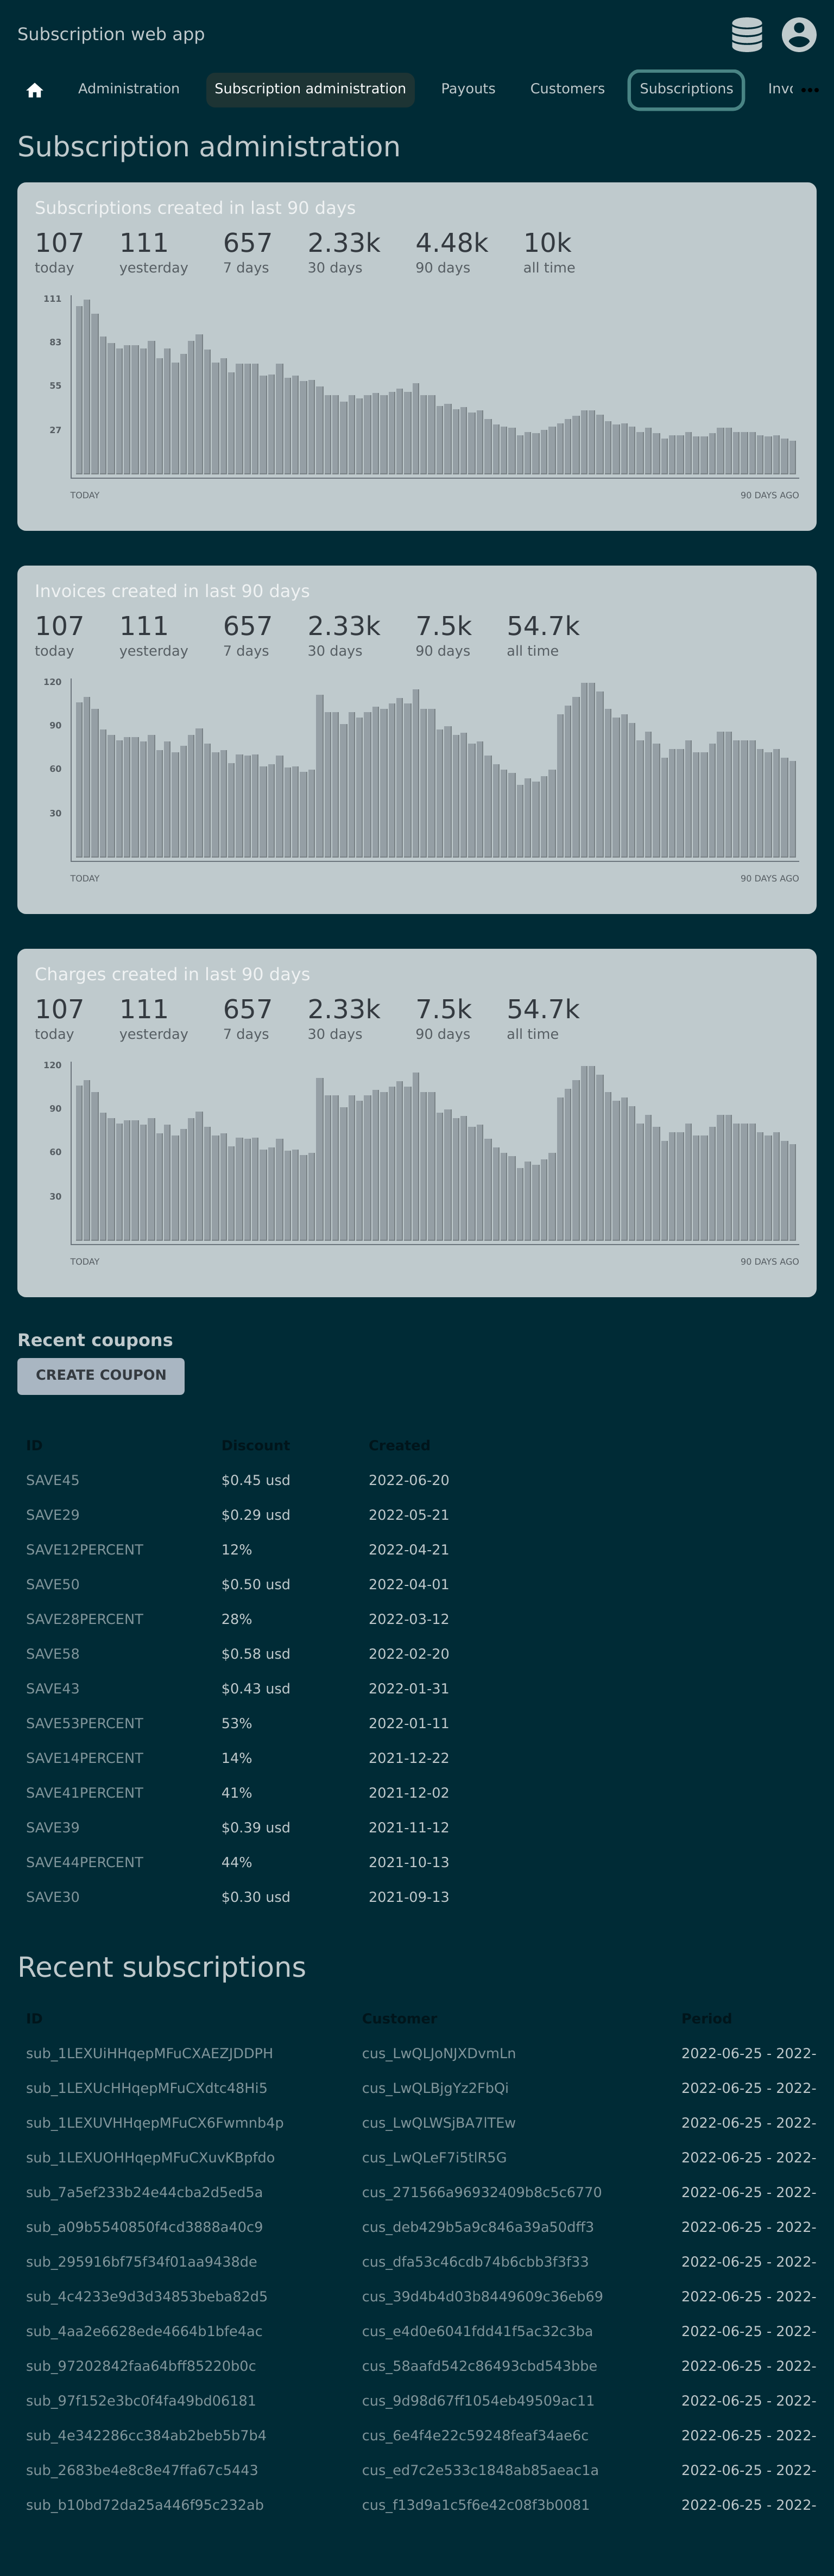 Subscription web app
Administration Subscription administration Payouts Customers Subscriptions Invc
Subscription administration
Subscriptions created in last 90 days
107 111 657 2.33k 4.48k 10k
today yesterday 7 days 30 days 90 days all time
111
83
55
27
TODAY 90 DAYS AGO
Invoices created in last 90 days
107 111 657 2.33k 7.5k 54.7k
today yesterday 7 days 30 days 90 days all time
120
90
60
30
TODAY 90 DAYS AGO
Charges created in last 90 days
107 111 657 2.33k 7.5k 54.7k
today yesterday 7 days 30 days 90 days all time
120
90
60
30
TODAY 90 DAYS AGO
Recent coupons
CREATE COUPON
ID Discount Created
SAVE45 $0.45 usd 2022-06-20
SAVE29 $0.29 usd 2022-05-21
SAVE12PERCENT 12% 2022-04-21
SAVE50 $0.50 usd 2022-04-01
SAVE28PERCENT 28% 2022-03-12
SAVE58 $0.58 usd 2022-02-20
SAVE43 $0.43 usd 2022-01-31
SAVE53PERCENT 53% 2022-01-11
SAVE14PERCENT 14% 2021-12-22
SAVE41PERCENT 41% 2021-12-02
SAVE39 $0.39 usd 2021-11-12
SAVE44PERCENT 44% 2021-10-13
SAVE30 $0.30 usd 2021-09-13
Recent subscriptions
ID Customer Period
sub_1LEXUiHHqepMFuCXAEZJDDPH cus_LwQLJoNJXDvmLn 2022-06-25 - 2022-
sub_1LEXUcHHqepMFuCXdtc48Hi5 cus_LwQLBjgYz2FbQi 2022-06-25 - 2022-
sub_1LEXUVHHqepMFuCX6Fwmnb4p cus_LwQLWSjBA7lTEw 2022-06-25 - 2022-
sub_1LEXUOHHqepMFuCXuvKBpfdo cus_LwQLeF7i5tlR5G 2022-06-25 - 2022-
sub_7a5ef233b24e44cba2d5ed5a cus_271566a96932409b8c5c6770 2022-06-25 - 2022-
sub_a09b5540850f4cd3888a40c9 cus_deb429b5a9c846a39a50dff3 2022-06-25 - 2022-
sub_295916bf75f34f01aa9438de cus_dfa53c46cdb74b6cbb3f3f33 2022-06-25 - 2022-
sub_4c4233e9d3d34853beba82d5 cus_39d4b4d03b8449609c36eb69 2022-06-25 - 2022-
sub_4aa2e6628ede4664b1bfe4ac cus_e4d0e6041fdd41f5ac32c3ba 2022-06-25 - 2022-
sub_97202842faa64bff85220b0c cus_58aafd542c86493cbd543bbe 2022-06-25 - 2022-
sub_97f152e3bc0f4fa49bd06181 cus_9d98d67ff1054eb49509ac11 2022-06-25 - 2022-
sub_4e342286cc384ab2beb5b7b4 cus_6e4f4e22c59248feaf34ae6c 2022-06-25 - 2022-
sub_2683be4e8c8e47ffa67c5443 cus_ed7c2e533c1848ab85aeac1a 2022-06-25 - 2022-
sub_b10bd72da25a446f95c232ab cus_f13d9a1c5f6e42c08f3b0081 2022-06-25 - 2022-